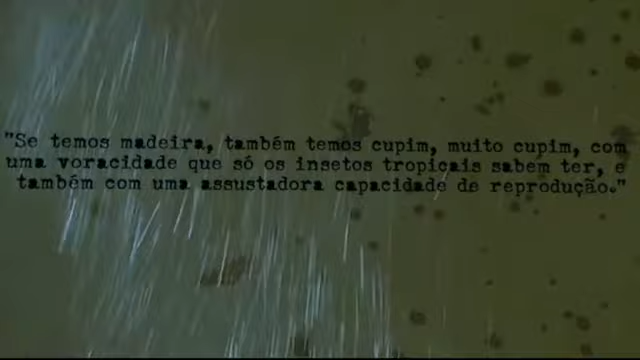 "Se temos madeira, também temos cupim, muito cupim, com
uma voracidade que só os insetos tropicais sabem ter, e
também com uma assustadora capacidade de reprodução."